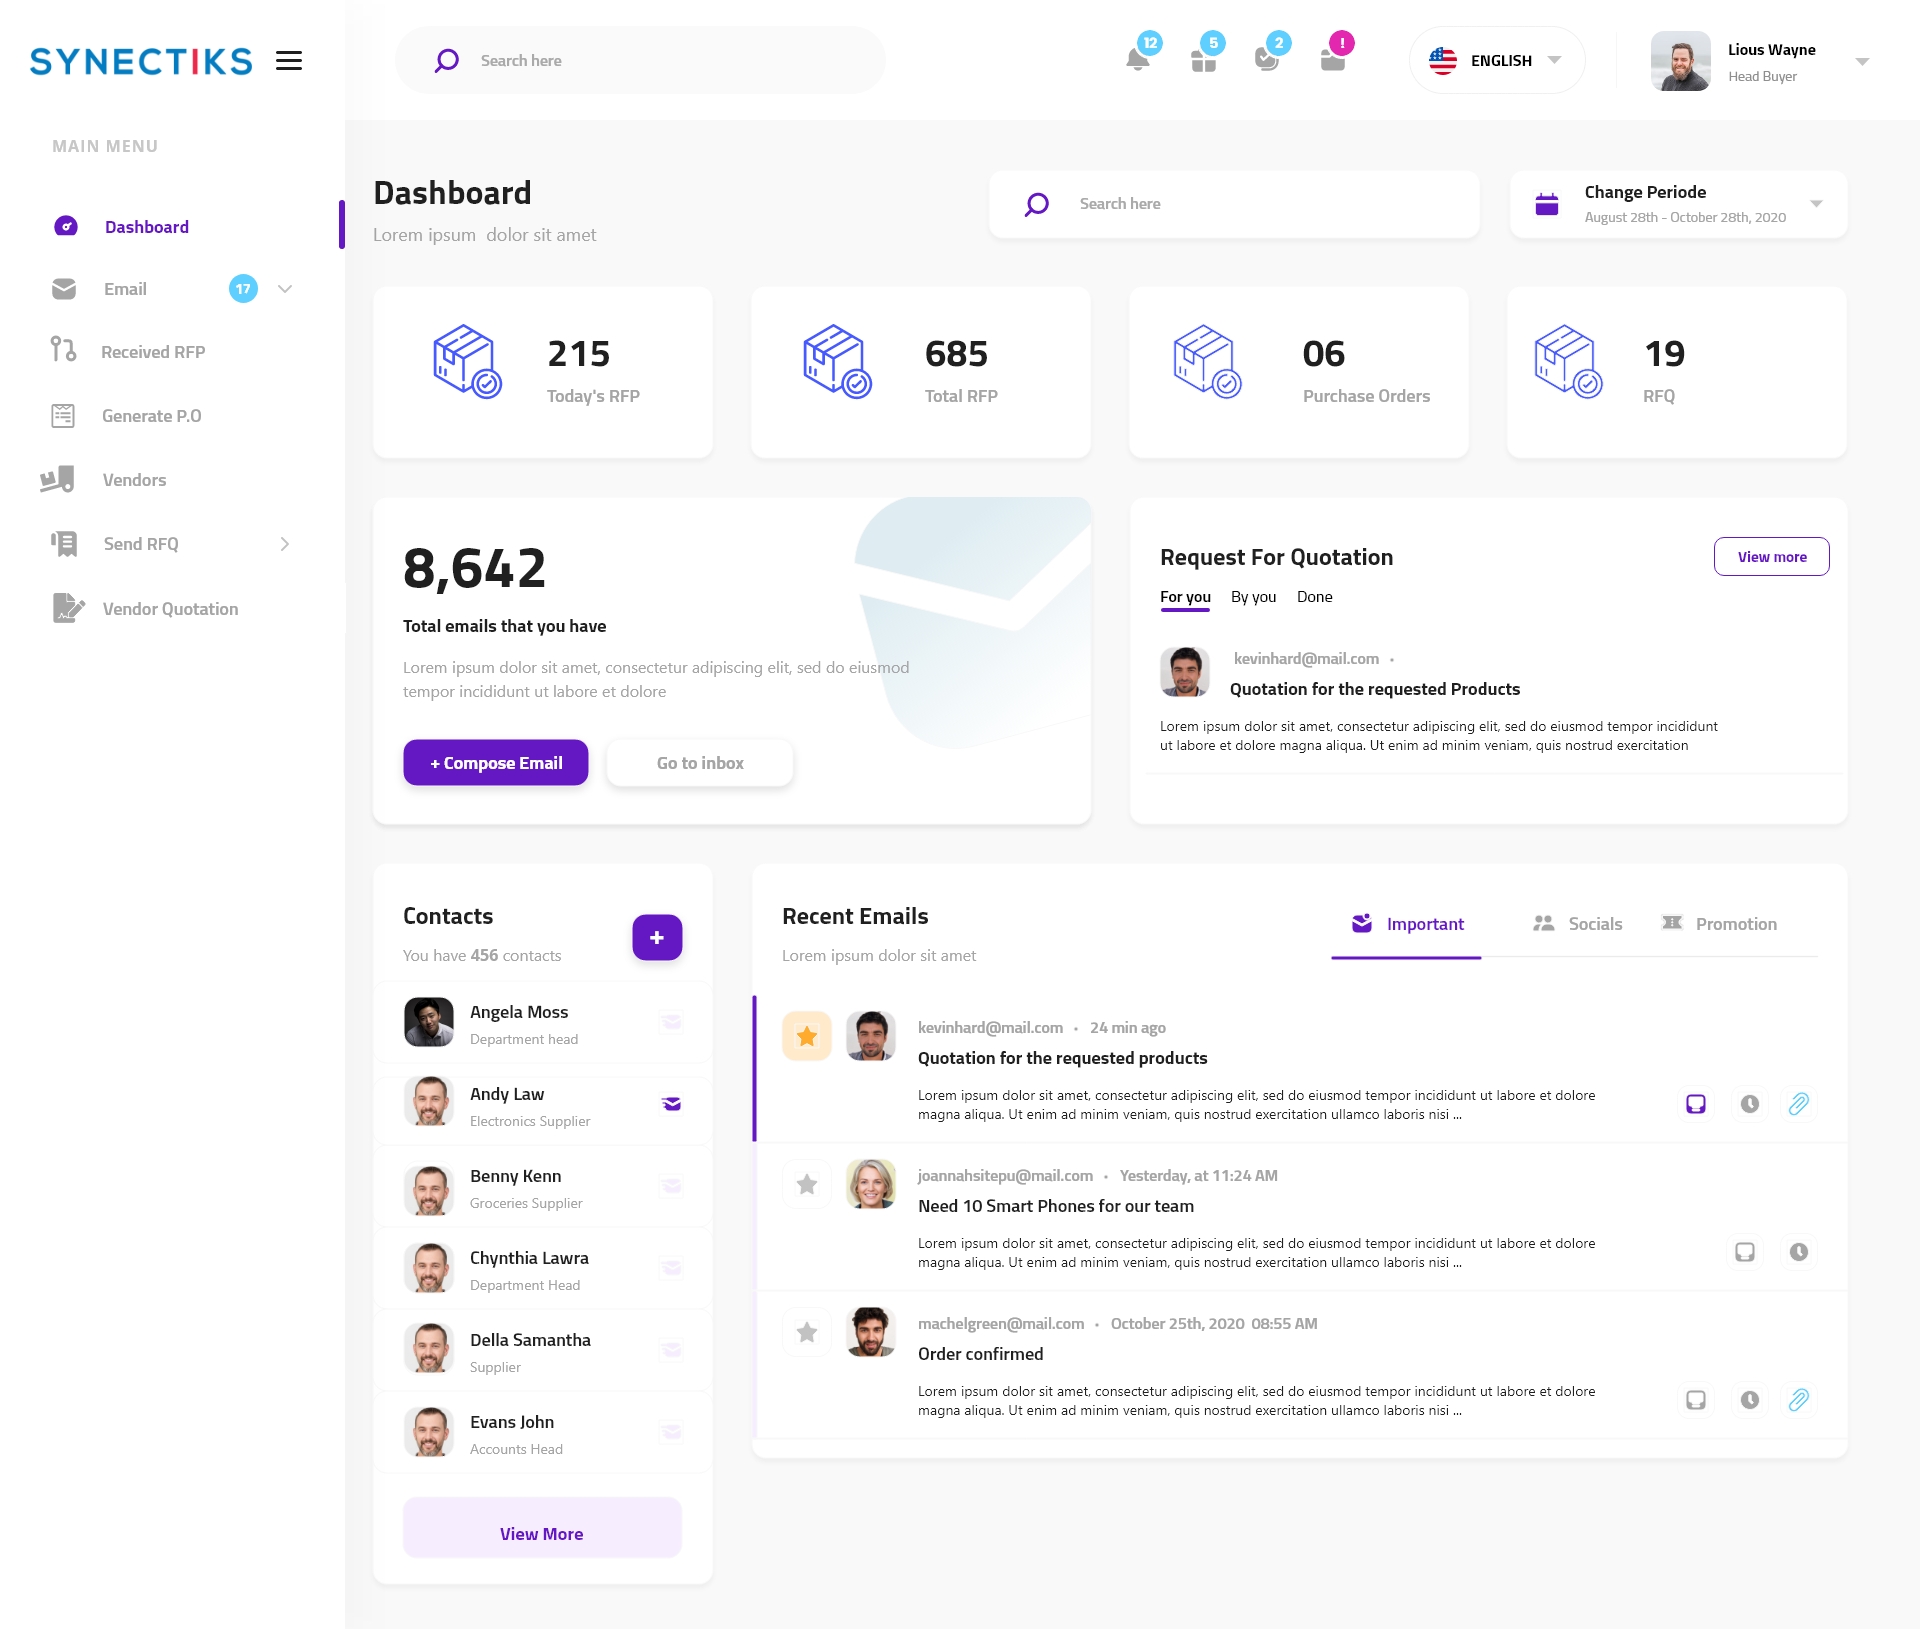 SYNECTIKS
Search here
12
5
2
!
ENGLISH
Lious Wayne
Head Buyer
MAIN MENU
Dashboard
Email
17
Received RFP
Generate P.O
Vendors
Send RFQ
Vendor Quotation
Dashboard
Lorem ipsum  dolor sit amet
Search here
Change Periode
August 28th - October 28th, 2020
215
Today's RFP
685
Total RFP
06
Purchase Orders
19
RFQ
8,642
Total emails that you have
Lorem ipsum dolor sit amet, consectetur adipiscing elit, sed do eiusmod
tempor incididunt ut labore et dolore
+ Compose Email
Go to inbox
Request For Quotation
View more
For you
By you
Done
kevinhard@mail.com •
Quotation for the requested Products
Lorem ipsum dolor sit amet, consectetur adipiscing elit, sed do eiusmod tempor incididunt
ut labore et dolore magna aliqua. Ut enim ad minim veniam, quis nostrud exercitation
Contacts
You have 456 contacts
+
Angela Moss
Department head
Andy Law
Electronics Supplier
Benny Kenn
Groceries Supplier
Chynthia Lawra
Department Head
Della Samantha
Supplier
Evans John
Accounts Head
View More
Recent Emails
Lorem ipsum dolor sit amet
Important
Socials
Promotion
kevinhard@mail.com • 24 min ago
Quotation for the requested products
Lorem ipsum dolor sit amet, consectetur adipiscing elit, sed do eiusmod tempor incididunt ut labore et dolore
magna aliqua. Ut enim ad minim veniam, quis nostrud exercitation ullamco laboris nisi ...
joannahsitepu@mail.com • Yesterday, at 11:24 AM
Need 10 Smart Phones for our team
Lorem ipsum dolor sit amet, consectetur adipiscing elit, sed do eiusmod tempor incididunt ut labore et dolore
magna aliqua. Ut enim ad minim veniam, quis nostrud exercitation ullamco laboris nisi ...
machelgreen@mail.com • October 25th, 2020  08:55 AM
Order confirmed
Lorem ipsum dolor sit amet, consectetur adipiscing elit, sed do eiusmod tempor incididunt ut labore et dolore
magna aliqua. Ut enim ad minim veniam, quis nostrud exercitation ullamco laboris nisi ...